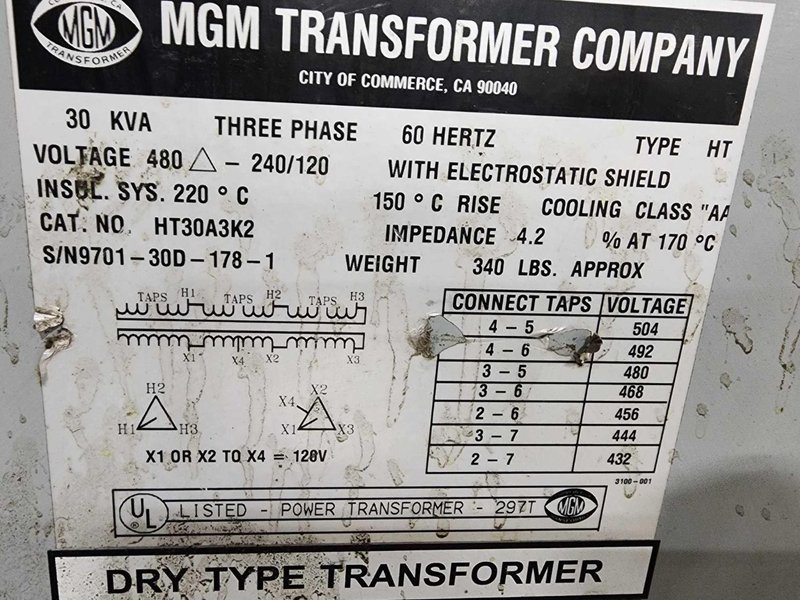 MGM
TRANSFORMER
MGM TRANSFORMER COMPANY
CITY OF COMMERCE, CA 90040
30 KVA THREE PHASE 60 HERTZ TYPE HT
VOLTAGE 480 △ - 240/120 WITH ELECTROSTATIC SHIELD
INSUL. SYS. 220 ° C 150 ° C RISE COOLING CLASS "AA
CAT. NO. HT30A3K2 IMPEDANCE 4.2 % AT 170 °C
S/N9701-30D-178-1 WEIGHT 340 LBS. APPROX
TAPS H1 TAPS H2 TAPS H3
X1 X4 X2 X3
H2
H1 H3
X2
X4
X1 X3
X1 OR X2 TO X4 = 120V
CONNECT TAPS VOLTAGE
4 - 5 504
4 - 6 492
3 - 5 480
3 - 6 468
2 - 6 456
3 - 7 444
2 - 7 432
3100-001
UL LISTED - POWER TRANSFORMER - 297T MGM
DRY TYPE TRANSFORMER